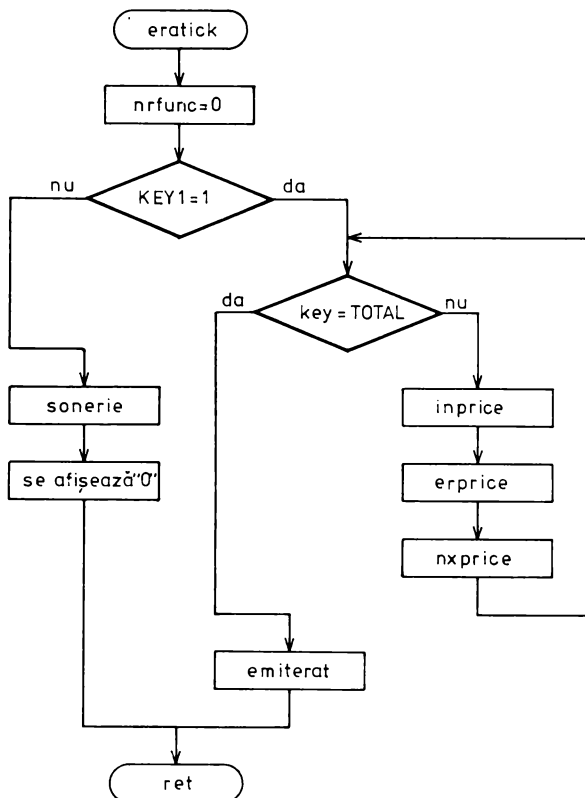 eratick
nrfunc=0
nu
KEY1=1
da
da
key=TOTAL
nu
sonerie
inprice
se afișează"0"
erprice
nxprice
emiterat
ret